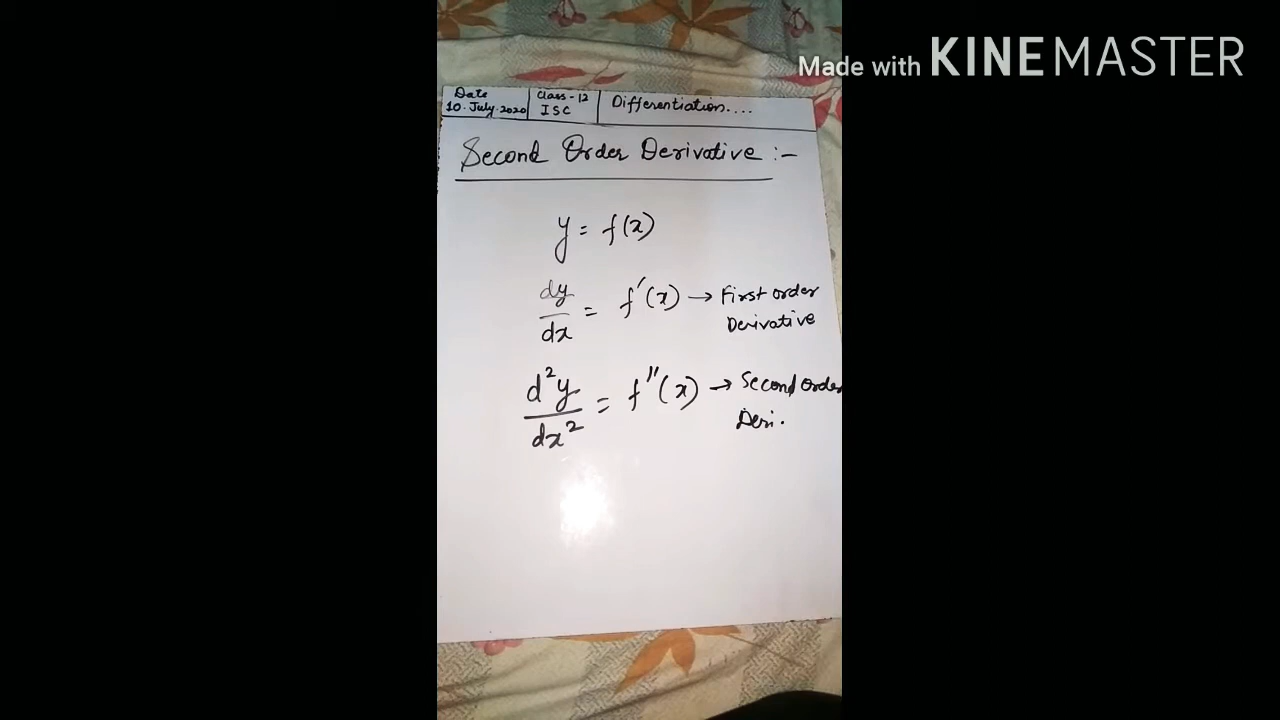 Made with KINEMASTER
Date
10. July. 2020
Class - 12
ISC
Differentiation....
Second Order Derivative :-
y = f(x)
dy/dx = f'(x) → First order
Derivative
d²y/dx² = f''(x) → Second Order
Deri.